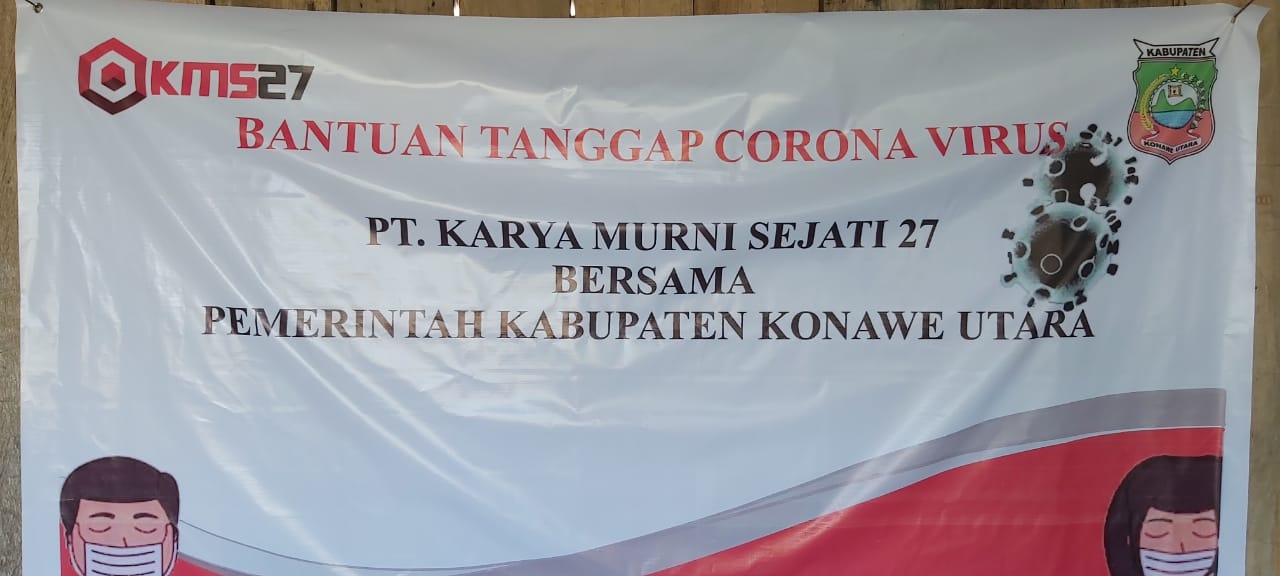 KMS27
KABUPATEN
KONAWE UTARA
BANTUAN TANGGAP CORONA VIRUS
PT. KARYA MURNI SEJATI 27
BERSAMA
PEMERINTAH KABUPATEN KONAWE UTARA